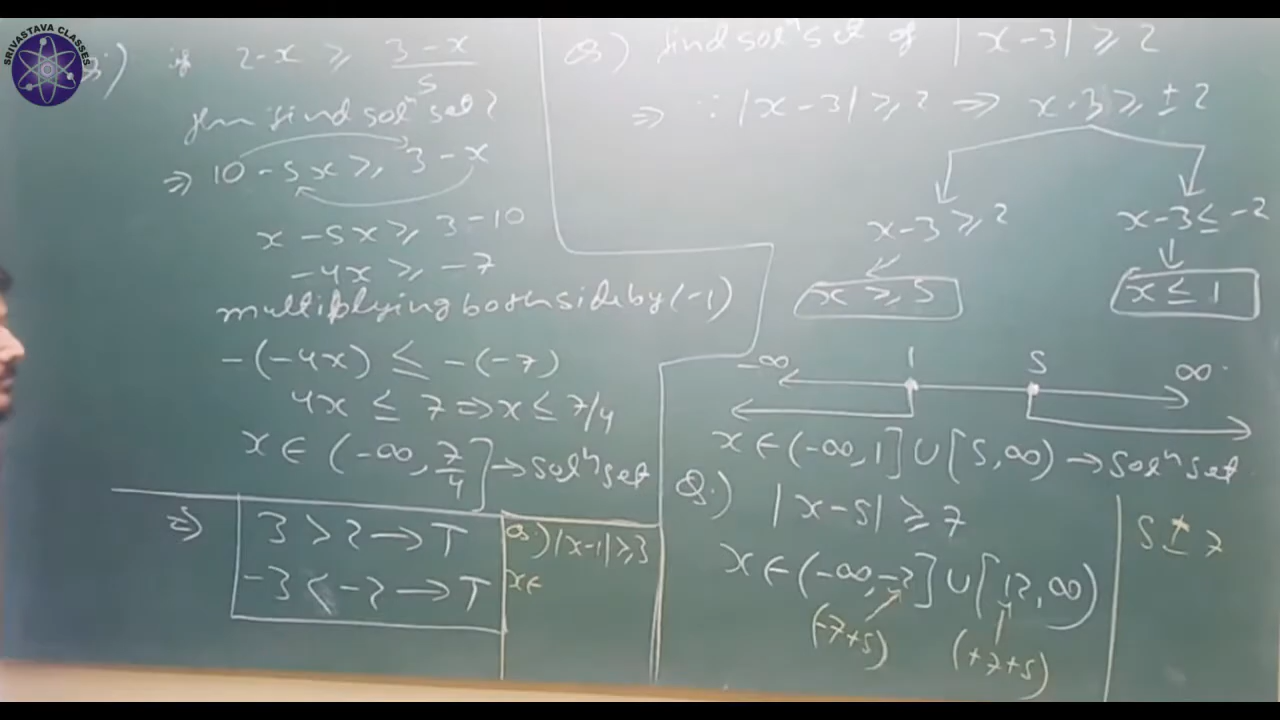 SRIVASTAVA CLASSES
Q.) if 2-x ≥ (3-x)/5
then find solⁿ set?
⇒ 10-5x ≥ 3-x
x-5x ≥ 3-10
-4x ≥ -7
multiplying both side by (-1)
-(-4x) ≤ -(-7)
4x ≤ 7 ⇒ x ≤ 7/4
x ∈ (-∞, 7/4] → solⁿ set
⇒ 3 > 2 → T
-3 < -2 → T
Q.) |x-1| ≥ 3
x ∈
Q.) find solⁿ set of |x-3| ≥ 2
⇒ ∵ |x-3| ≥ 2 ⇒ x-3 ≥ ±2
x-3 ≥ 2
x-3 ≤ -2
x ≥ 5
x ≤ 1
-∞ 1 5 ∞
x ∈ (-∞, 1] ∪ [5, ∞) → solⁿ set
Q.) |x-5| ≥ 7
x ∈ (-∞, -2] ∪ [12, ∞)
(-7+5) (+7+5)
5 ± 7